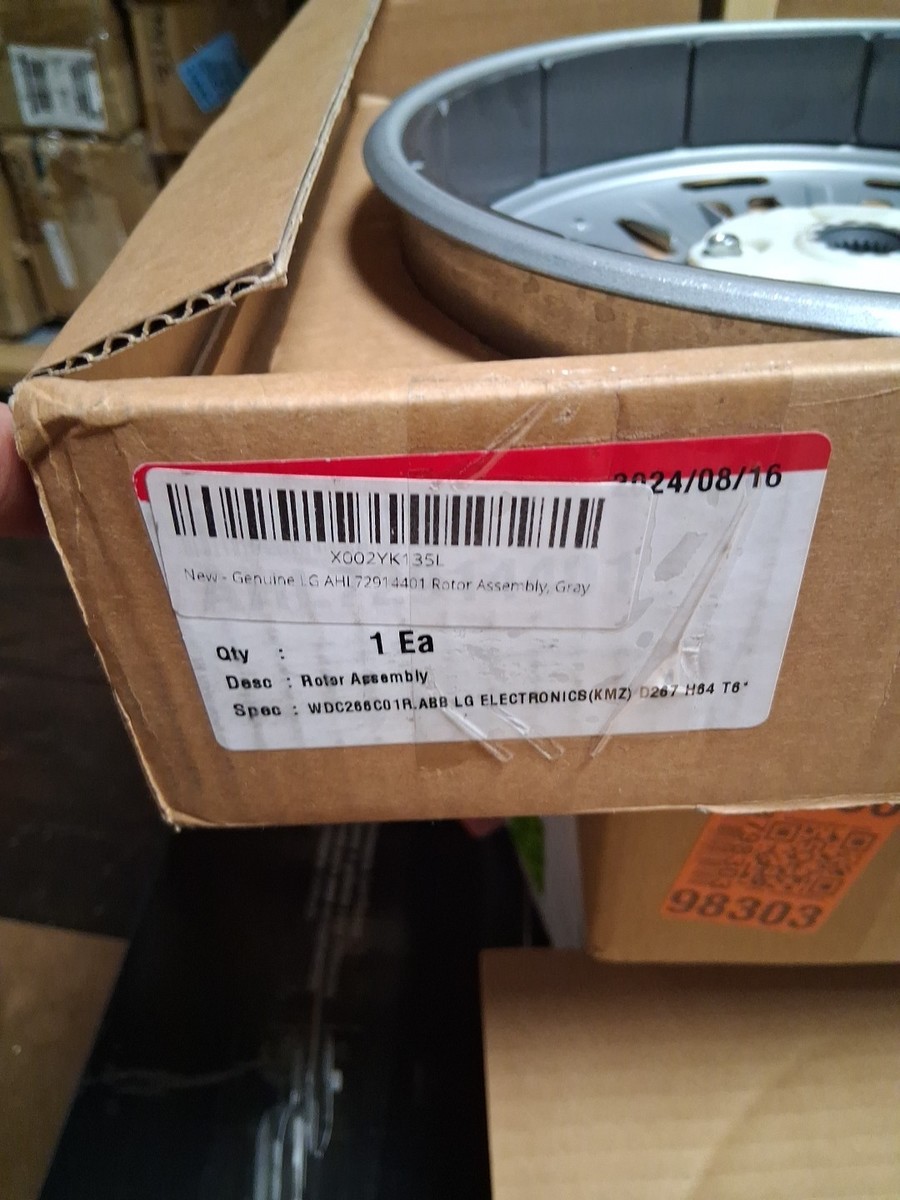 2024/08/16
X002YK135L
New - Genuine LG AHL72914401 Rotor Assembly, Gray
Qty : 1 Ea
Desc : Rotor Assembly
Spec : WDC266C01R.ABB LG ELECTRONICS(KMZ) D267 H64 T6*
98303